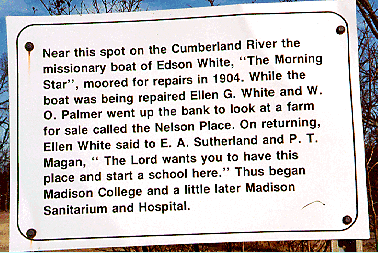 Near this spot on the Cumberland River the
missionary boat of Edson White, "The Morning
Star", moored for repairs in 1904. While the
boat was being repaired Ellen G. White and W.
O. Palmer went up the bank to look at a farm
for sale called the Nelson Place. On returning,
Ellen White said to E. A. Sutherland and P. T.
Magan, " The Lord wants you to have this
place and start a school here." Thus began
Madison College and a little later Madison
Sanitarium and Hospital.